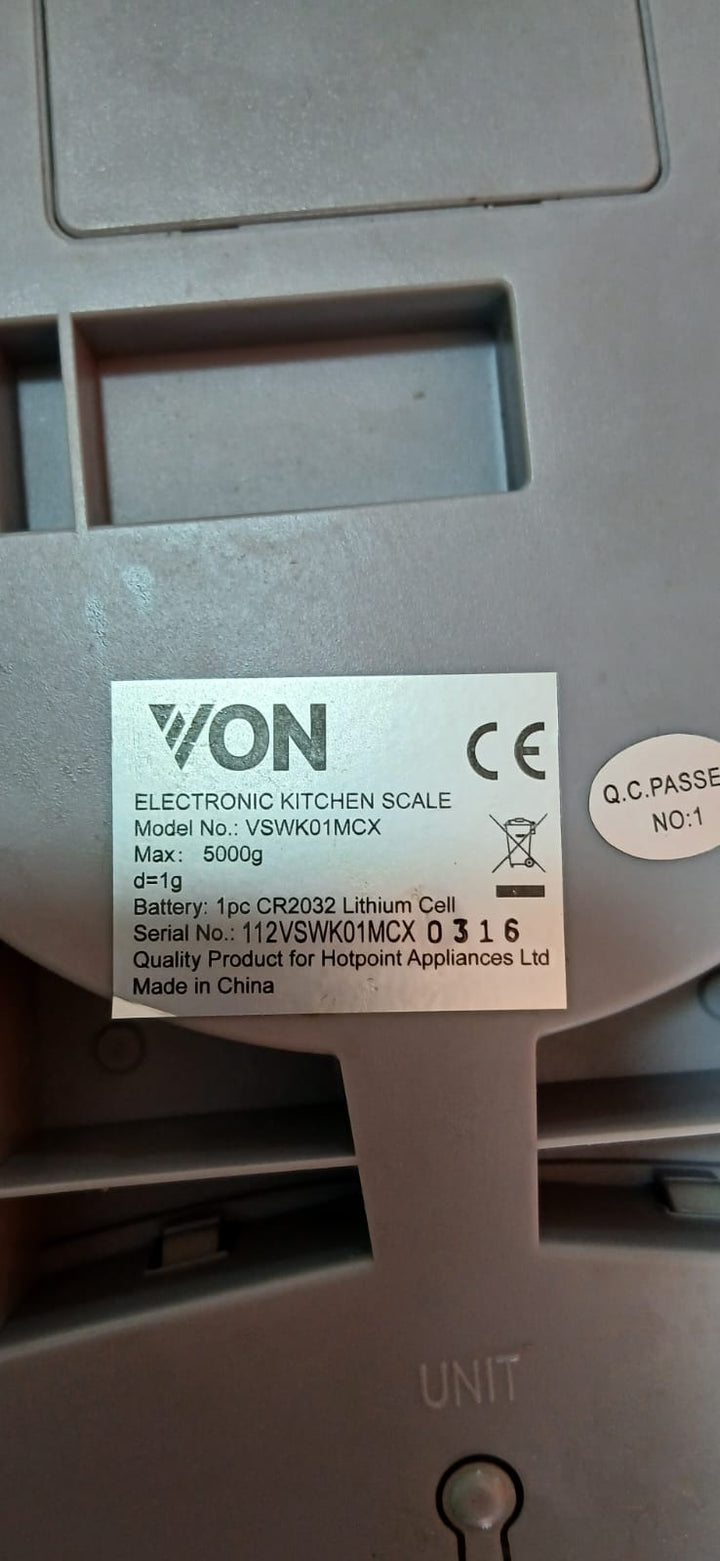 VON
CE
ELECTRONIC KITCHEN SCALE
Model No.: VSWK01MCX
Max: 5000g
d=1g
Battery: 1pc CR2032 Lithium Cell
Serial No.: 112VSWK01MCX 0316
Quality Product for Hotpoint Appliances Ltd
Made in China
Q.C.PASSE
NO:1
UNIT